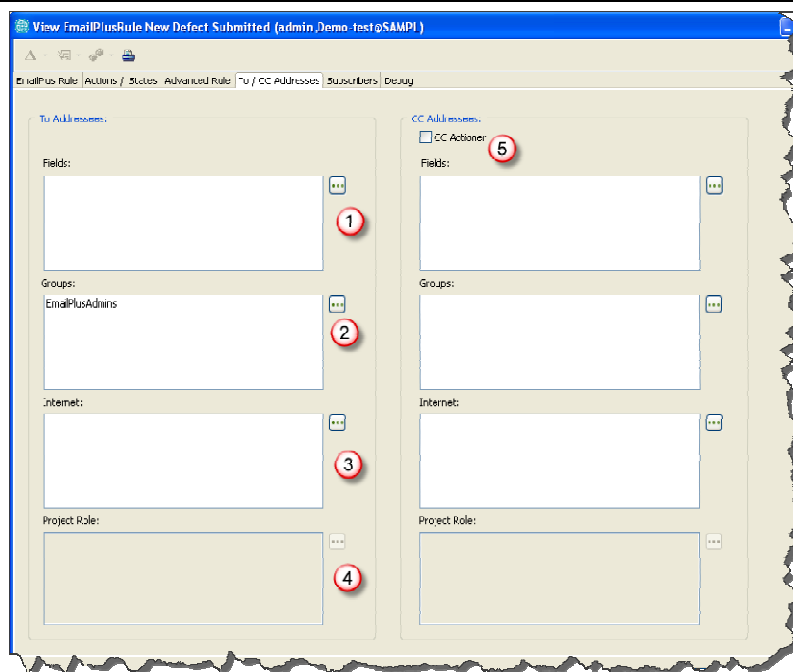 View EmailPlusRule New Defect Submitted (admin,Demo-test@SAMPL)
EmailPlus Rule Actions / States Advanced Rule To / CC Addresses Subscribers Debug
To Addressees: CC Addressees:
CC Actioner
5
Fields: Fields:
1
Groups: Groups:
EmailPlusAdmins
2
Internet: Internet:
3
Project Role: Project Role:
4